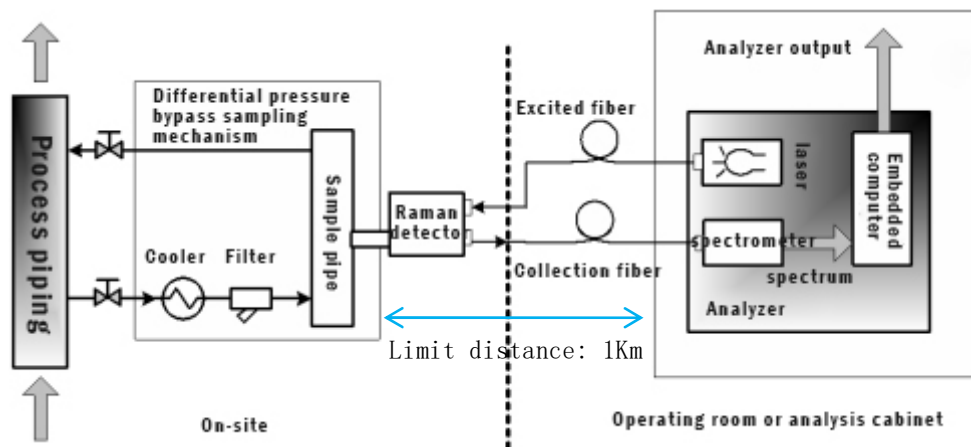 Analyzer output
Differential pressure
bypass sampling
mechanism
Excited fiber
Process piping
Sample pipe
laser
Embedded
computer
Raman
detecto
Cooler
Filter
spectrometer
Collection fiber
spectrum
Analyzer
Limit distance: 1Km
On-site
Operating room or analysis cabinet